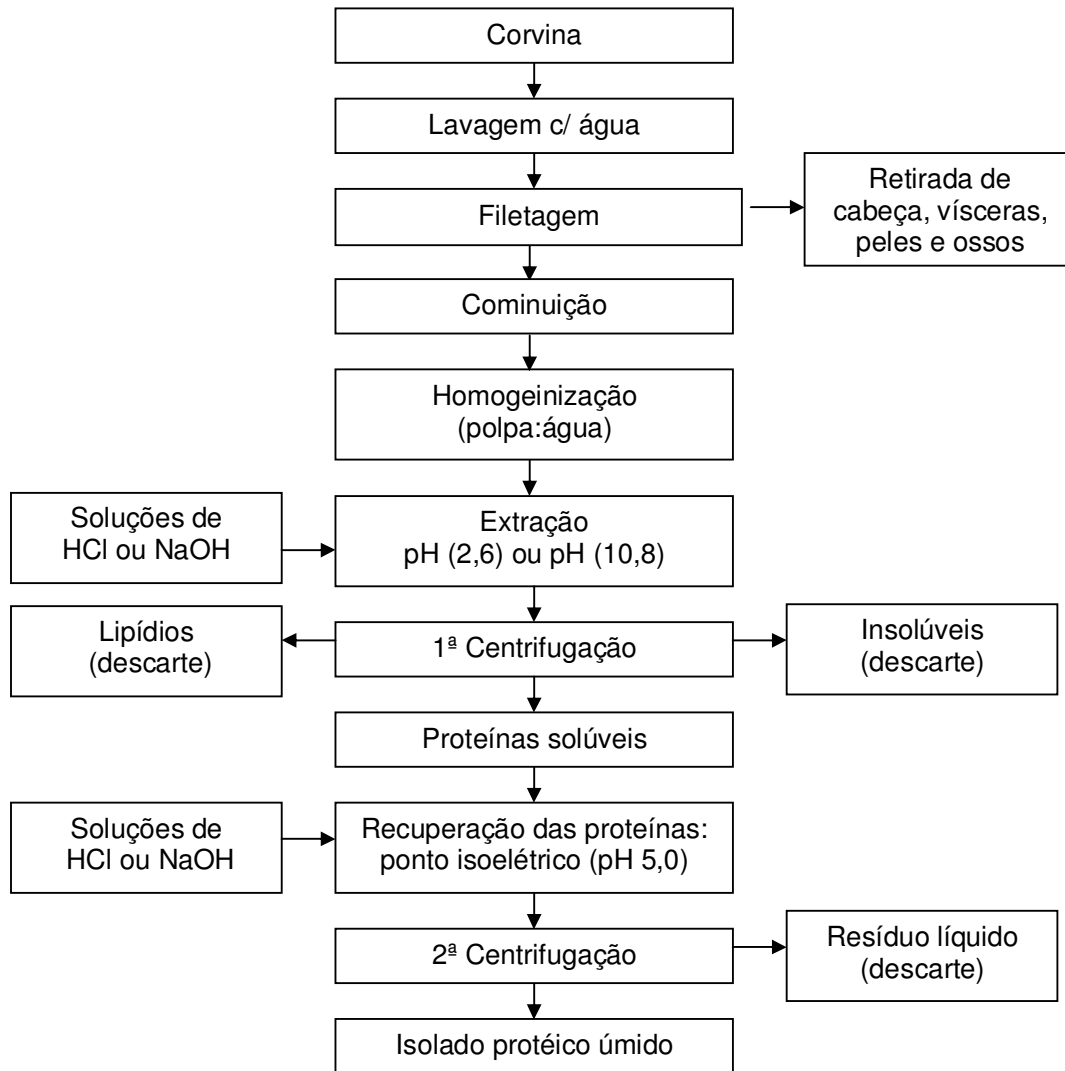 Corvina
Lavagem c/ água
Filetagem
Retirada de
cabeça, vísceras,
peles e ossos
Cominuição
Homogeinização
(polpa:água)
Soluções de
HCl ou NaOH
Extração
pH (2,6) ou pH (10,8)
Lipídios
(descarte)
1ª Centrifugação
Insolúveis
(descarte)
Proteínas solúveis
Soluções de
HCl ou NaOH
Recuperação das proteínas:
ponto isoelétrico (pH 5,0)
2ª Centrifugação
Resíduo líquido
(descarte)
Isolado protéico úmido